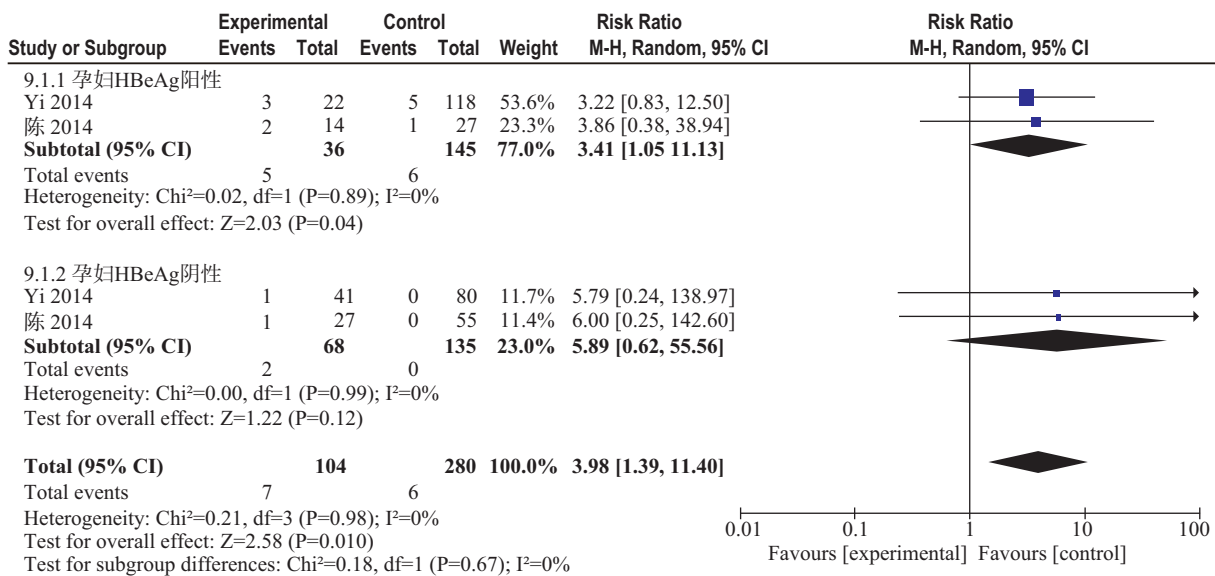 Experimental Control Risk Ratio Risk Ratio
Study or Subgroup Events Total Events Total Weight M-H, Random, 95% CI M-H, Random, 95% CI
9.1.1 孕妇HBeAg阳性
Yi 2014 3 22 5 118 53.6% 3.22 [0.83, 12.50]
陈 2014 2 14 1 27 23.3% 3.86 [0.38, 38.94]
Subtotal (95% CI) 36 145 77.0% 3.41 [1.05 11.13]
Total events 5 6
Heterogeneity: Chi²=0.02, df=1 (P=0.89); I²=0%
Test for overall effect: Z=2.03 (P=0.04)
9.1.2 孕妇HBeAg阴性
Yi 2014 1 41 0 80 11.7% 5.79 [0.24, 138.97]
陈 2014 1 27 0 55 11.4% 6.00 [0.25, 142.60]
Subtotal (95% CI) 68 135 23.0% 5.89 [0.62, 55.56]
Total events 2 0
Heterogeneity: Chi²=0.00, df=1 (P=0.99); I²=0%
Test for overall effect: Z=1.22 (P=0.12)
Total (95% CI) 104 280 100.0% 3.98 [1.39, 11.40]
Total events 7 6
Heterogeneity: Chi²=0.21, df=3 (P=0.98); I²=0%
Test for overall effect: Z=2.58 (P=0.010)
Test for subgroup differences: Chi²=0.18, df=1 (P=0.67); I²=0%
0.01 0.1 1 10 100
Favours [experimental] Favours [control]